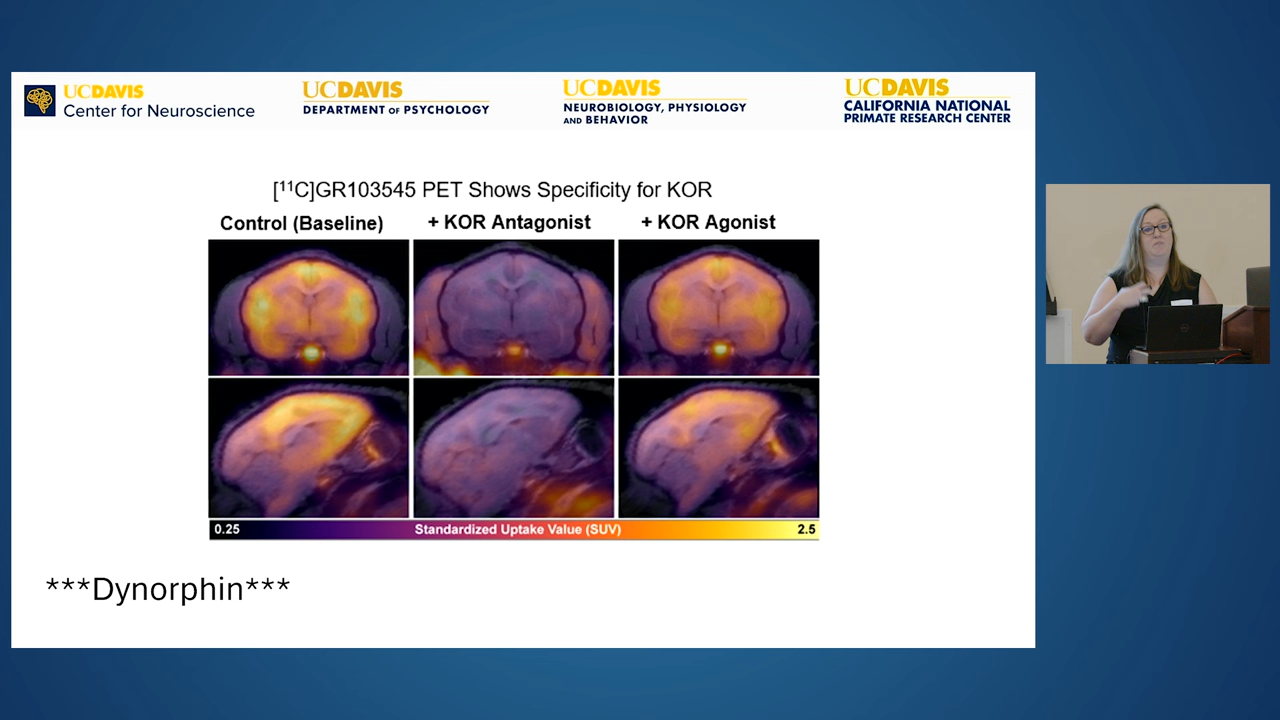 UCDAVIS
Center for Neuroscience
UCDAVIS
DEPARTMENT OF PSYCHOLOGY
UCDAVIS
NEUROBIOLOGY, PHYSIOLOGY
AND BEHAVIOR
UCDAVIS
CALIFORNIA NATIONAL
PRIMATE RESEARCH CENTER
[¹¹C]GR103545 PET Shows Specificity for KOR
Control (Baseline)
+ KOR Antagonist
+ KOR Agonist
0.25
Standardized Uptake Value (SUV)
2.5
***Dynorphin***